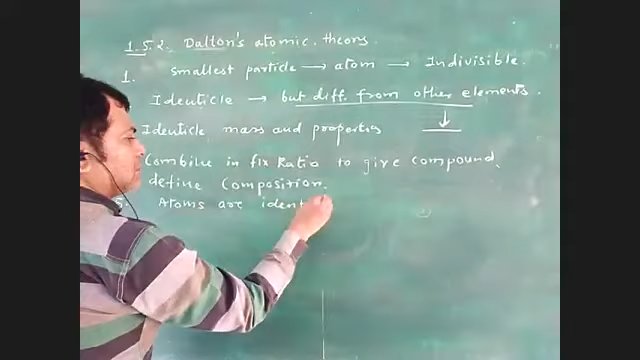 1.5.2. Dalton's atomic theory.
1. Smallest particle → atom → Indivisible.
Identicle → but diff. from other elements.
Identicle mass and properties
Combine in fix Ratio to give compound,
define Composition.
5. Atoms are ident